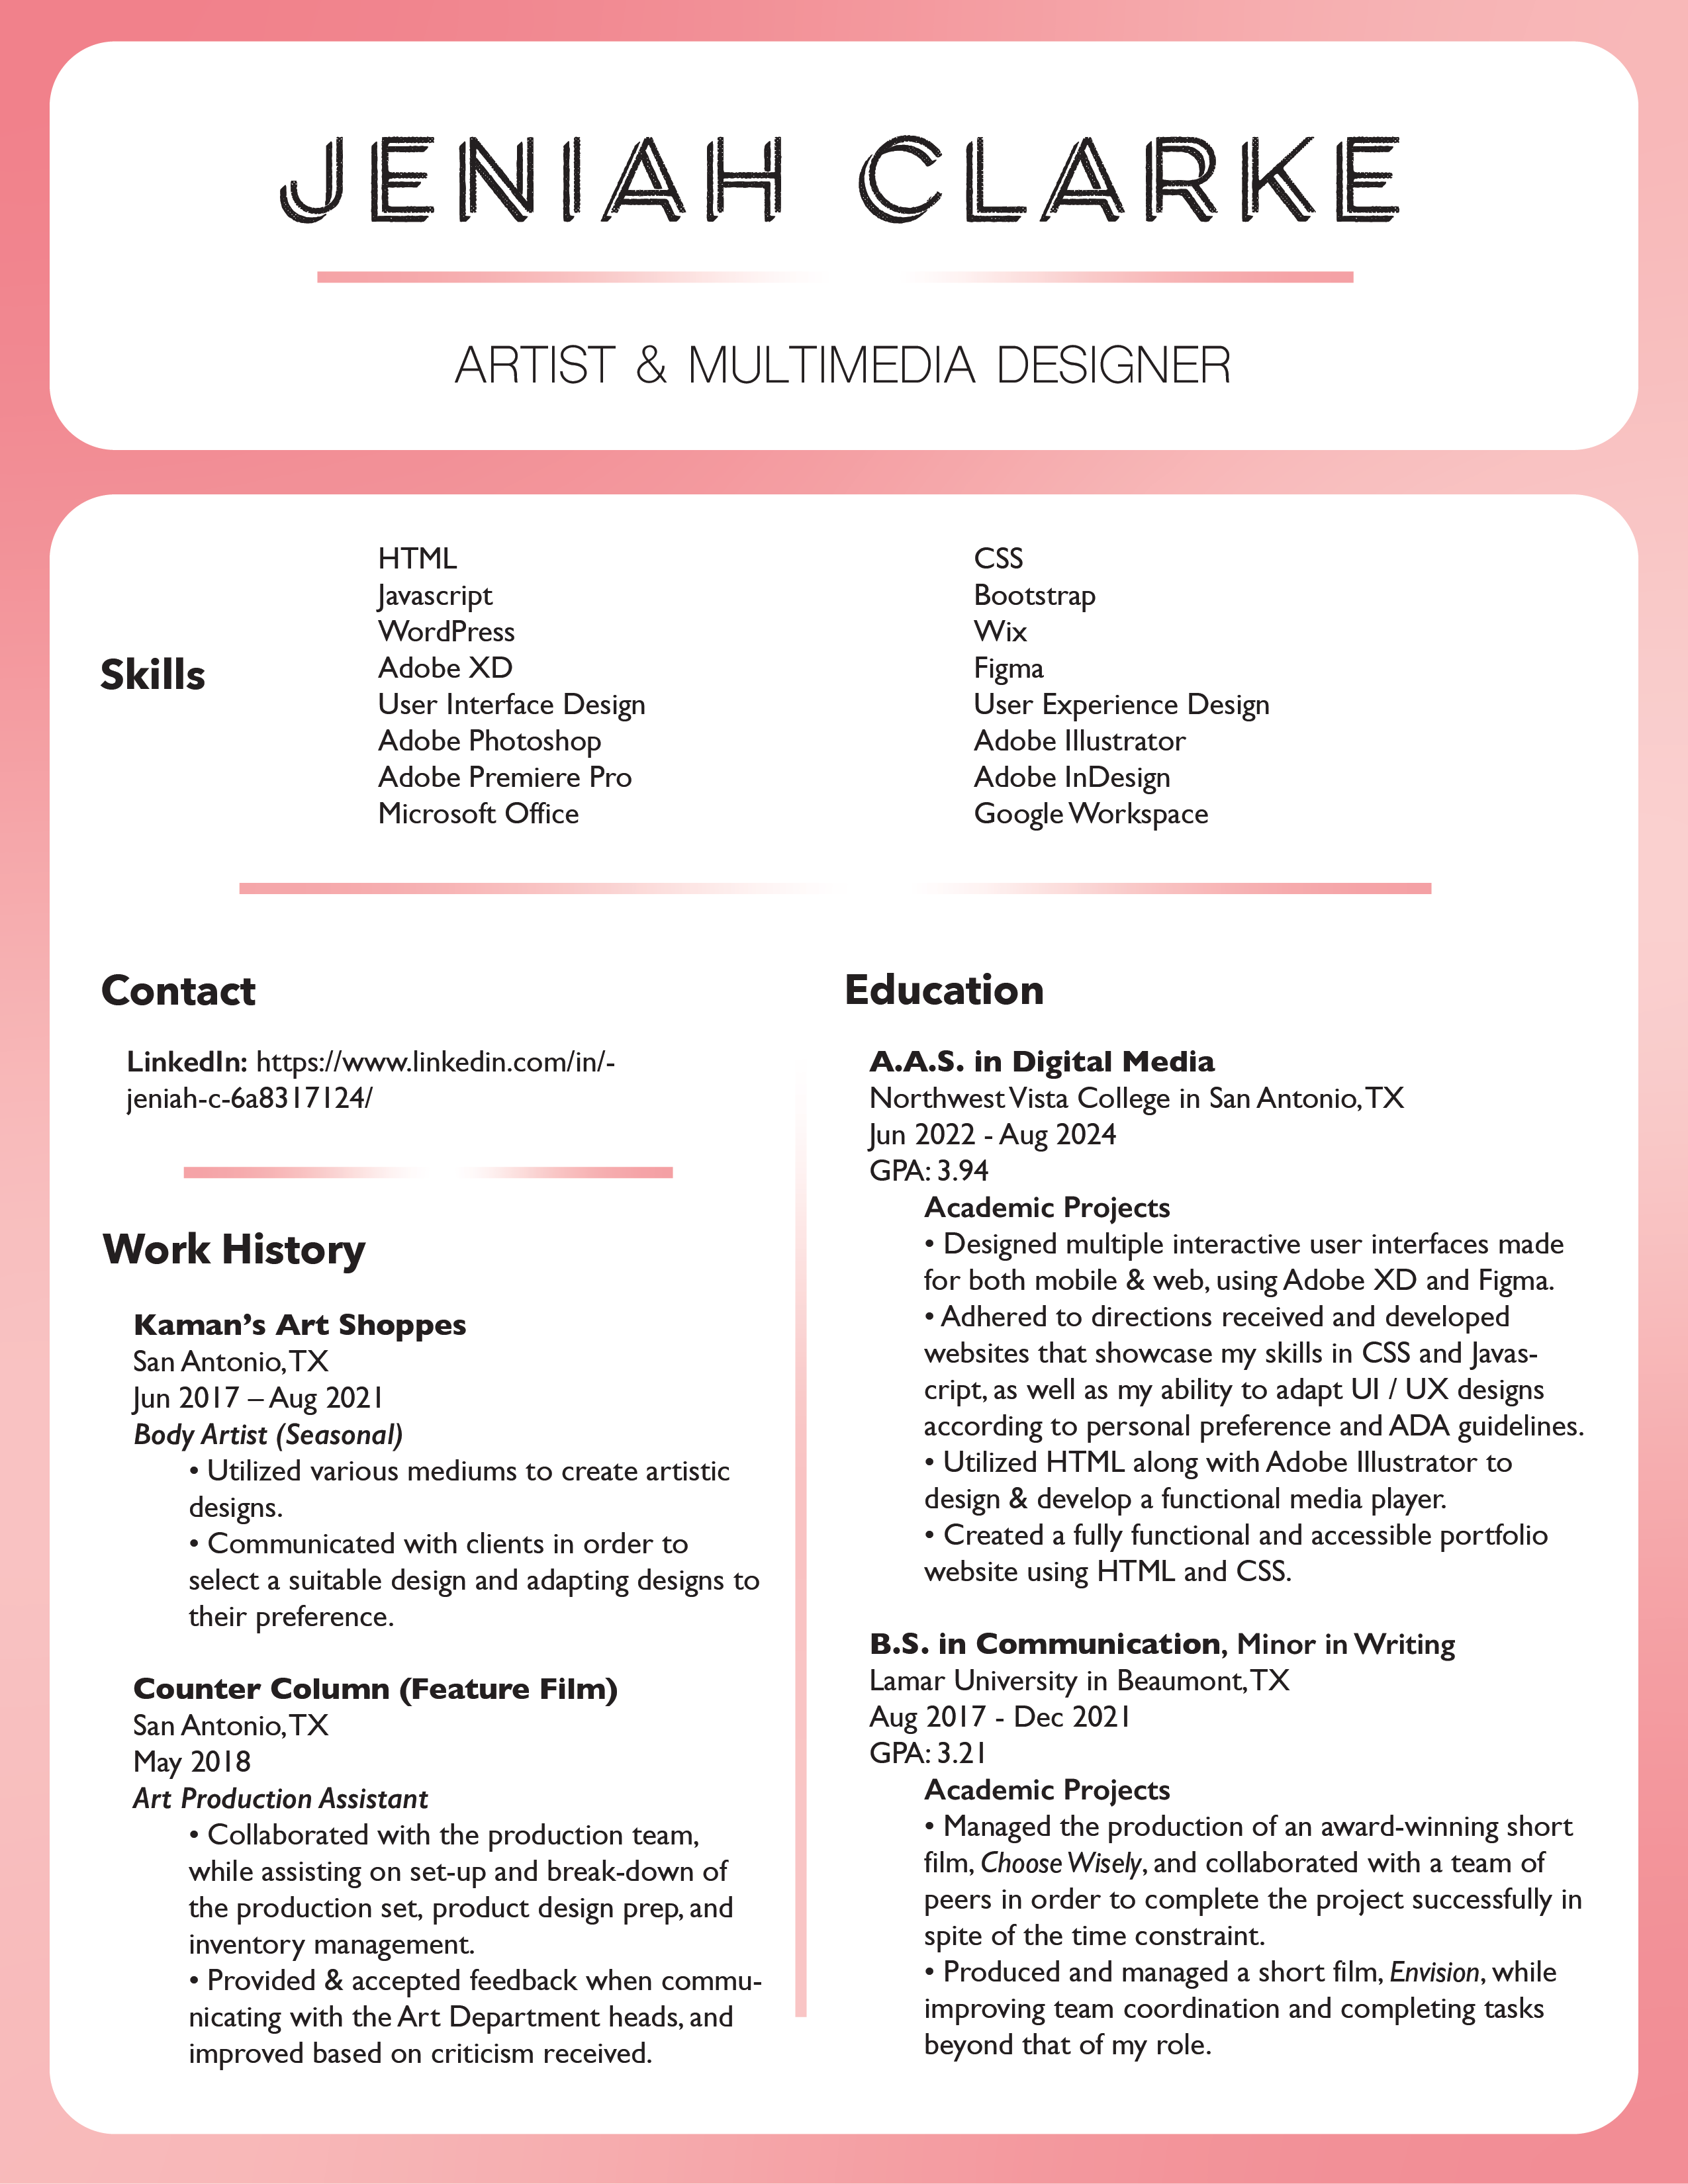 JENIAH CLARKE
ARTIST & MULTIMEDIA DESIGNER
Skills
HTML
Javascript
WordPress
Adobe XD
User Interface Design
Adobe Photoshop
Adobe Premiere Pro
Microsoft Office
CSS
Bootstrap
Wix
Figma
User Experience Design
Adobe Illustrator
Adobe InDesign
Google Workspace
Contact
LinkedIn: https://www.linkedin.com/in/-
jeniah-c-6a8317124/
Work History
Kaman’s Art Shoppes
San Antonio, TX
Jun 2017 – Aug 2021
Body Artist (Seasonal)
• Utilized various mediums to create artistic
designs.
• Communicated with clients in order to
select a suitable design and adapting designs to
their preference.
Counter Column (Feature Film)
San Antonio, TX
May 2018
Art Production Assistant
• Collaborated with the production team,
while assisting on set-up and break-down of
the production set, product design prep, and
inventory management.
• Provided & accepted feedback when commu-
nicating with the Art Department heads, and
improved based on criticism received.
Education
A.A.S. in Digital Media
Northwest Vista College in San Antonio, TX
Jun 2022 - Aug 2024
GPA: 3.94
Academic Projects
• Designed multiple interactive user interfaces made
for both mobile & web, using Adobe XD and Figma.
• Adhered to directions received and developed
websites that showcase my skills in CSS and Javas-
cript, as well as my ability to adapt UI / UX designs
according to personal preference and ADA guidelines.
• Utilized HTML along with Adobe Illustrator to
design & develop a functional media player.
• Created a fully functional and accessible portfolio
website using HTML and CSS.
B.S. in Communication, Minor in Writing
Lamar University in Beaumont, TX
Aug 2017 - Dec 2021
GPA: 3.21
Academic Projects
• Managed the production of an award-winning short
film, Choose Wisely, and collaborated with a team of
peers in order to complete the project successfully in
spite of the time constraint.
• Produced and managed a short film, Envision, while
improving team coordination and completing tasks
beyond that of my role.